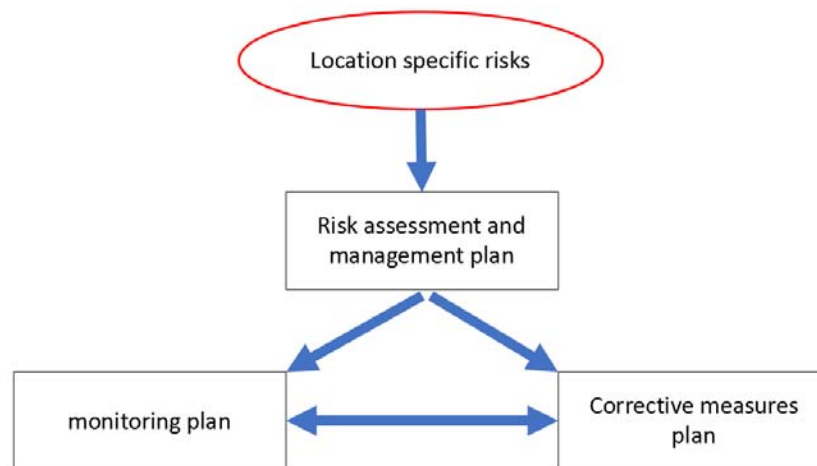 Location specific risks
Risk assessment and
management plan
monitoring plan
Corrective measures
plan